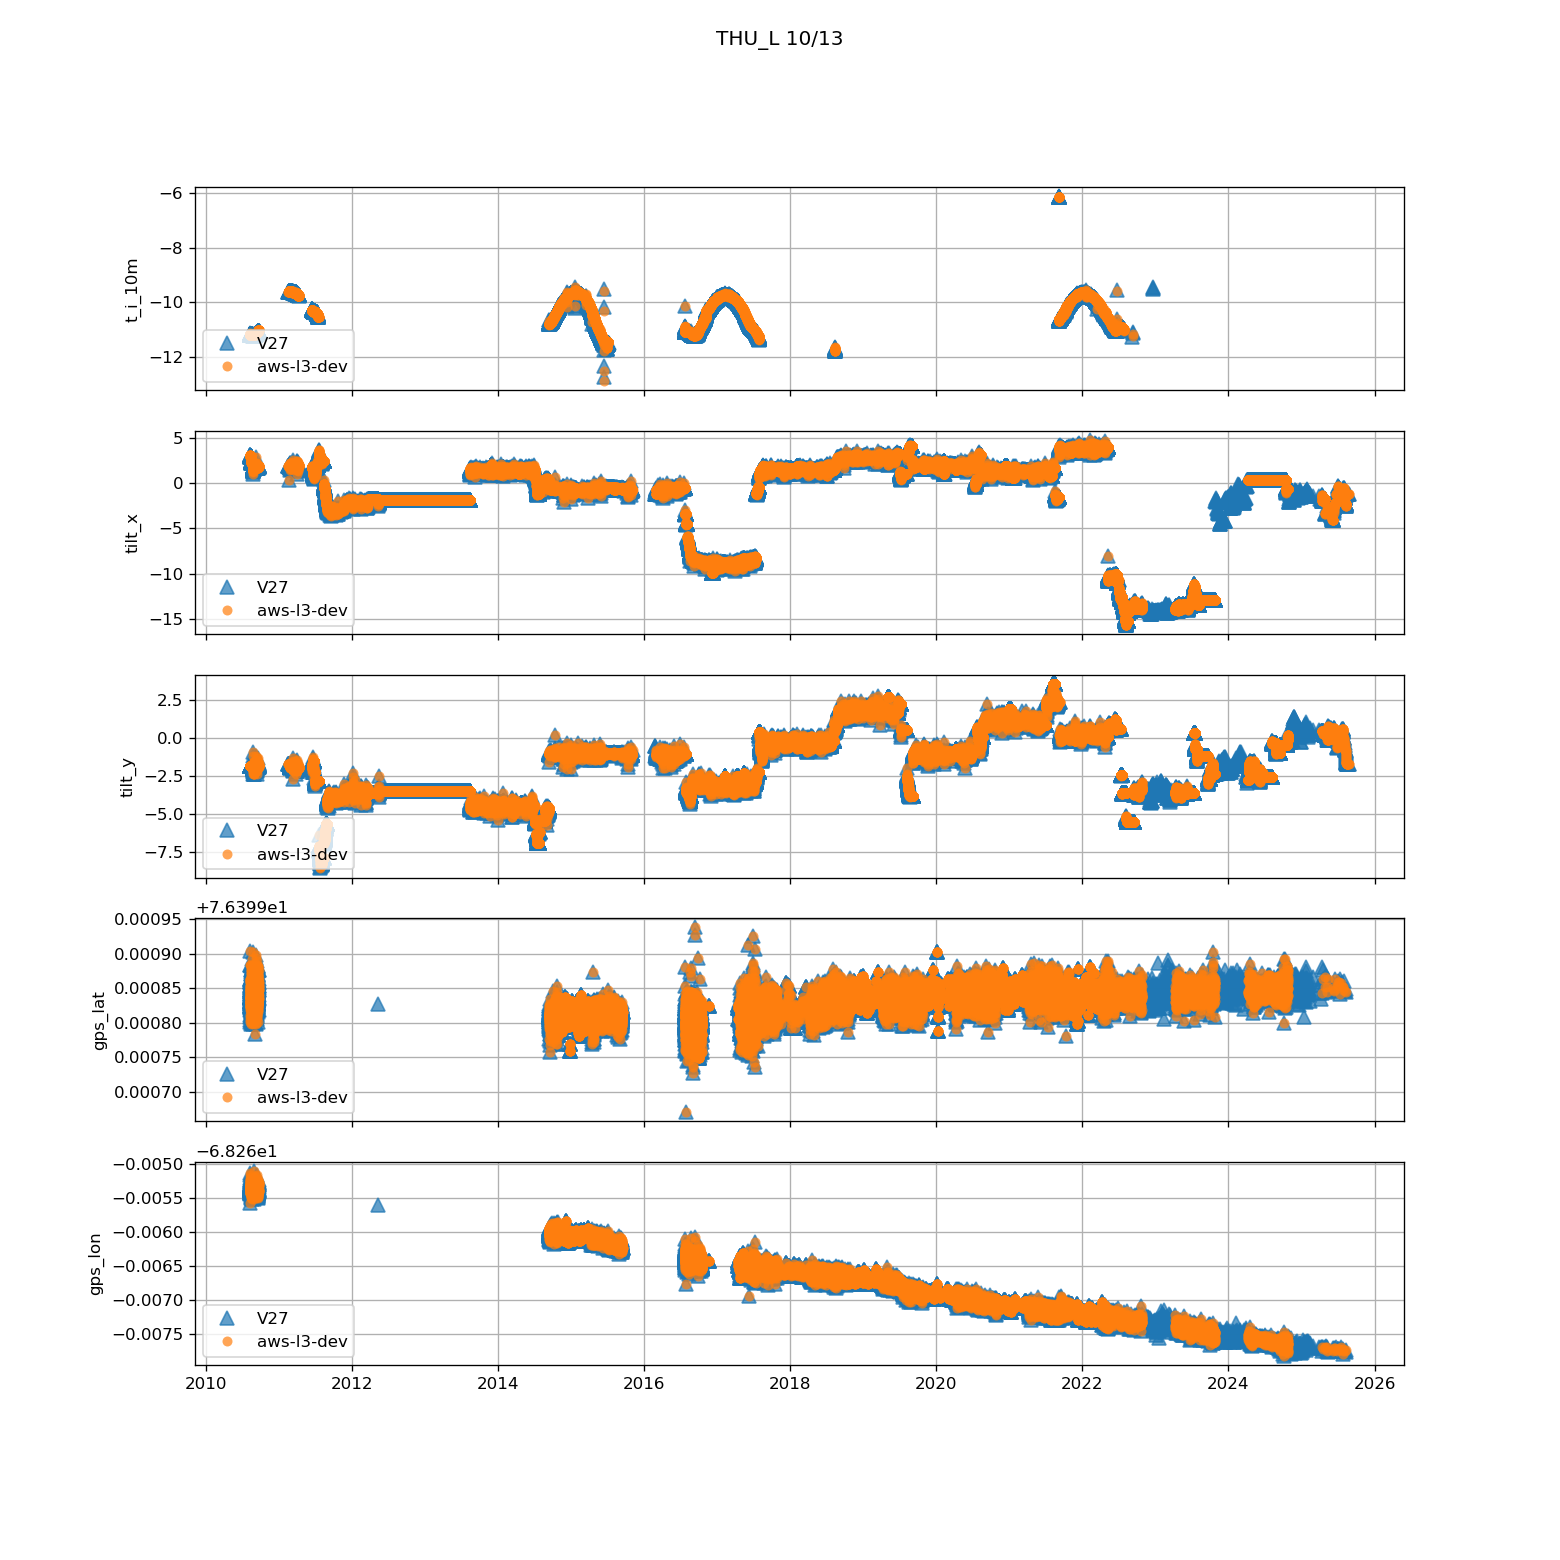 THU_L 10/13
−6
−8
−10
−12
t_i_10m
V27
aws-l3-dev
5
0
−5
−10
−15
tilt_x
V27
aws-l3-dev
2.5
0.0
−2.5
−5.0
−7.5
tilt_y
V27
aws-l3-dev
+7.6399e1
0.00095
0.00090
0.00085
0.00080
0.00075
0.00070
gps_lat
V27
aws-l3-dev
−6.826e1
−0.0050
−0.0055
−0.0060
−0.0065
−0.0070
−0.0075
gps_lon
V27
aws-l3-dev
2010 2012 2014 2016 2018 2020 2022 2024 2026